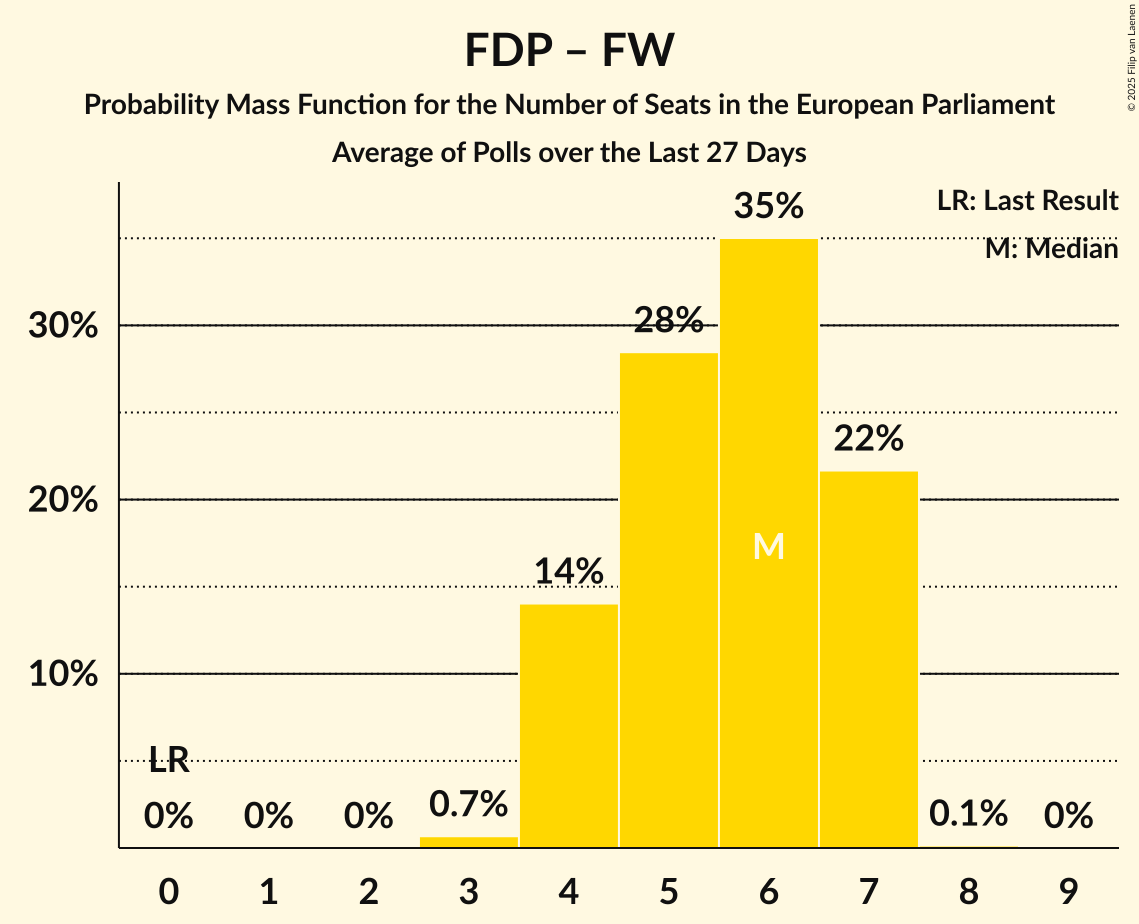 FDP – FW
Probability Mass Function for the Number of Seats in the European Parliament
Average of Polls over the Last 27 Days
© 2025 Filip van Laenen
LR: Last Result
M: Median
35%
30%
28%
22%
20%
M
14%
10%
LR
0%
0%
0%
0.7%
0.1%
0%
0 1 2 3 4 5 6 7 8 9